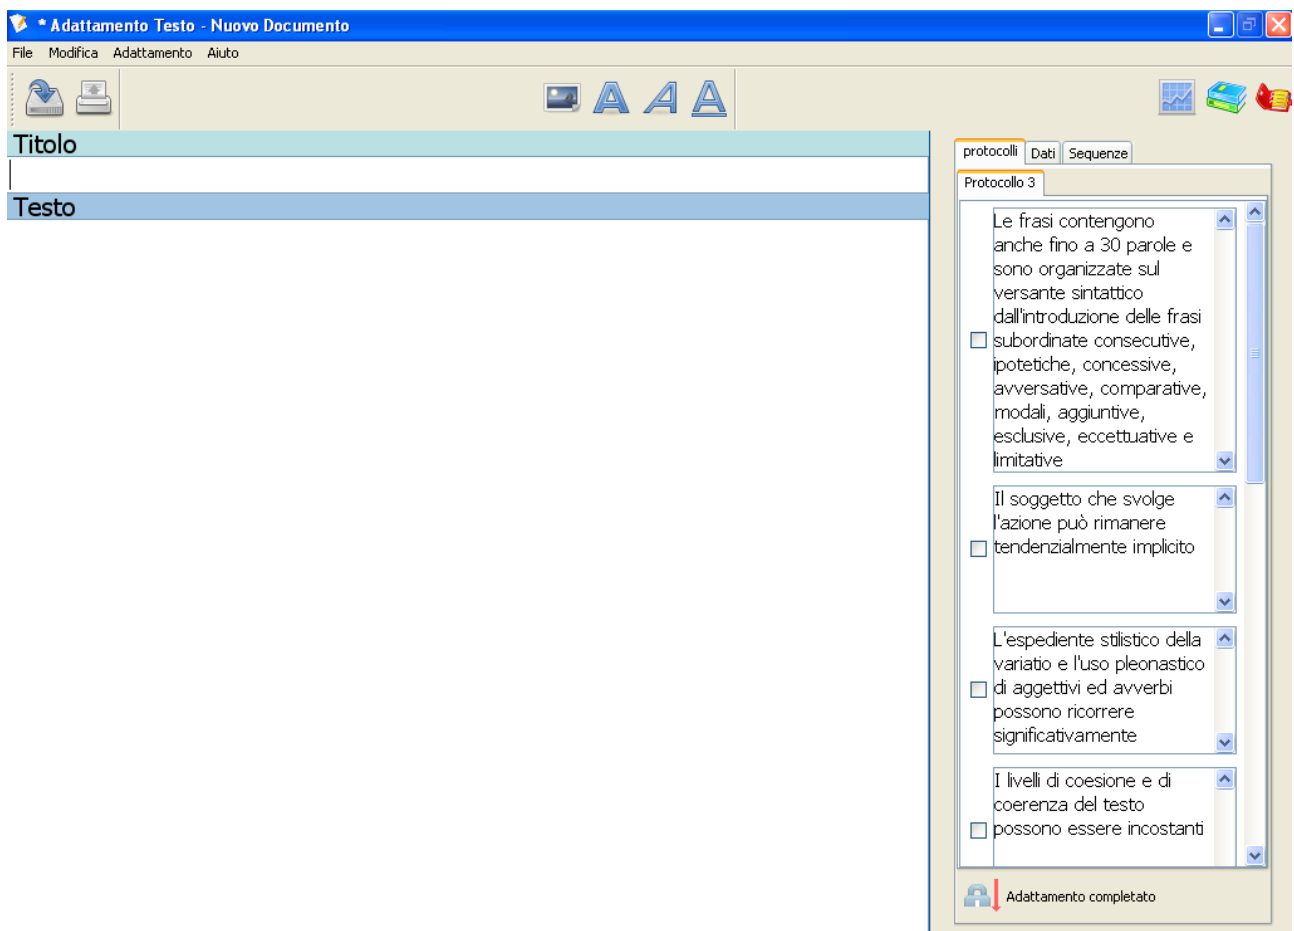 * Adattamento Testo - Nuovo Documento
File Modifica Adattamento Aiuto
A A A
Titolo
Testo
protocolli Dati Sequenze
Protocollo 3
Le frasi contengono
anche fino a 30 parole e
sono organizzate sul
versante sintattico
dall'introduzione delle frasi
subordinate consecutive,
ipotetiche, concessive,
avversative, comparative,
modali, aggiuntive,
esclusive, eccettuative e
limitative
Il soggetto che svolge
l'azione può rimanere
tendenzialmente implicito
L'espediente stilistico della
variatio e l'uso pleonastico
di aggettivi ed avverbi
possono ricorrere
significativamente
I livelli di coesione e di
coerenza del testo
possono essere incostanti
Adattamento completato